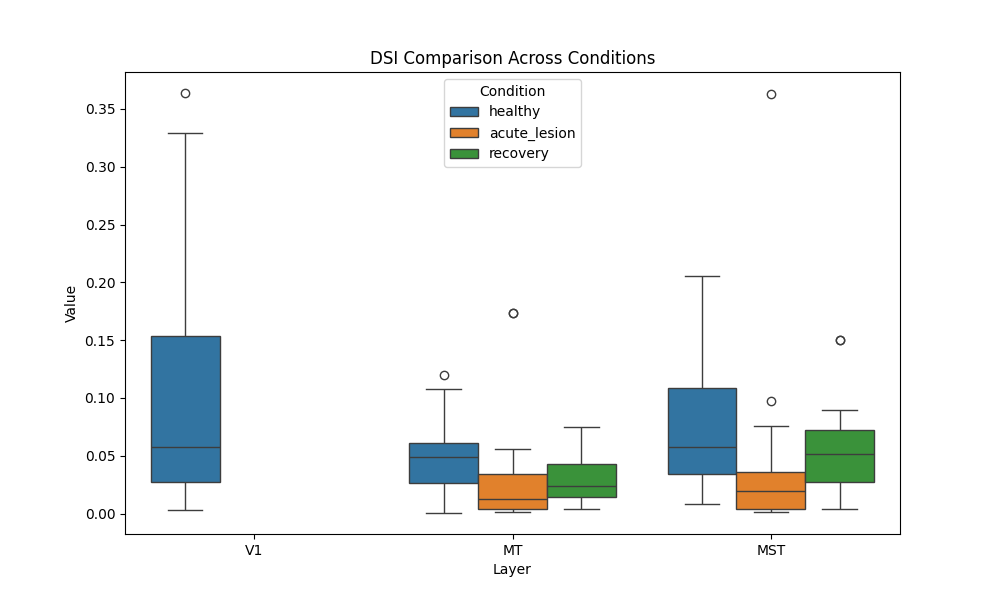 DSI Comparison Across Conditions
Condition
healthy
acute_lesion
recovery
Value
0.35
0.30
0.25
0.20
0.15
0.10
0.05
0.00
V1 MT MST
Layer